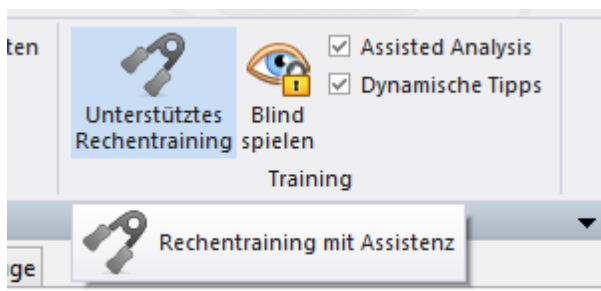 ten
Unterstütztes
Rechentraining
Blind
spielen
Assisted Analysis
Dynamische Tipps
Training
Rechentraining mit Assistenz
ge